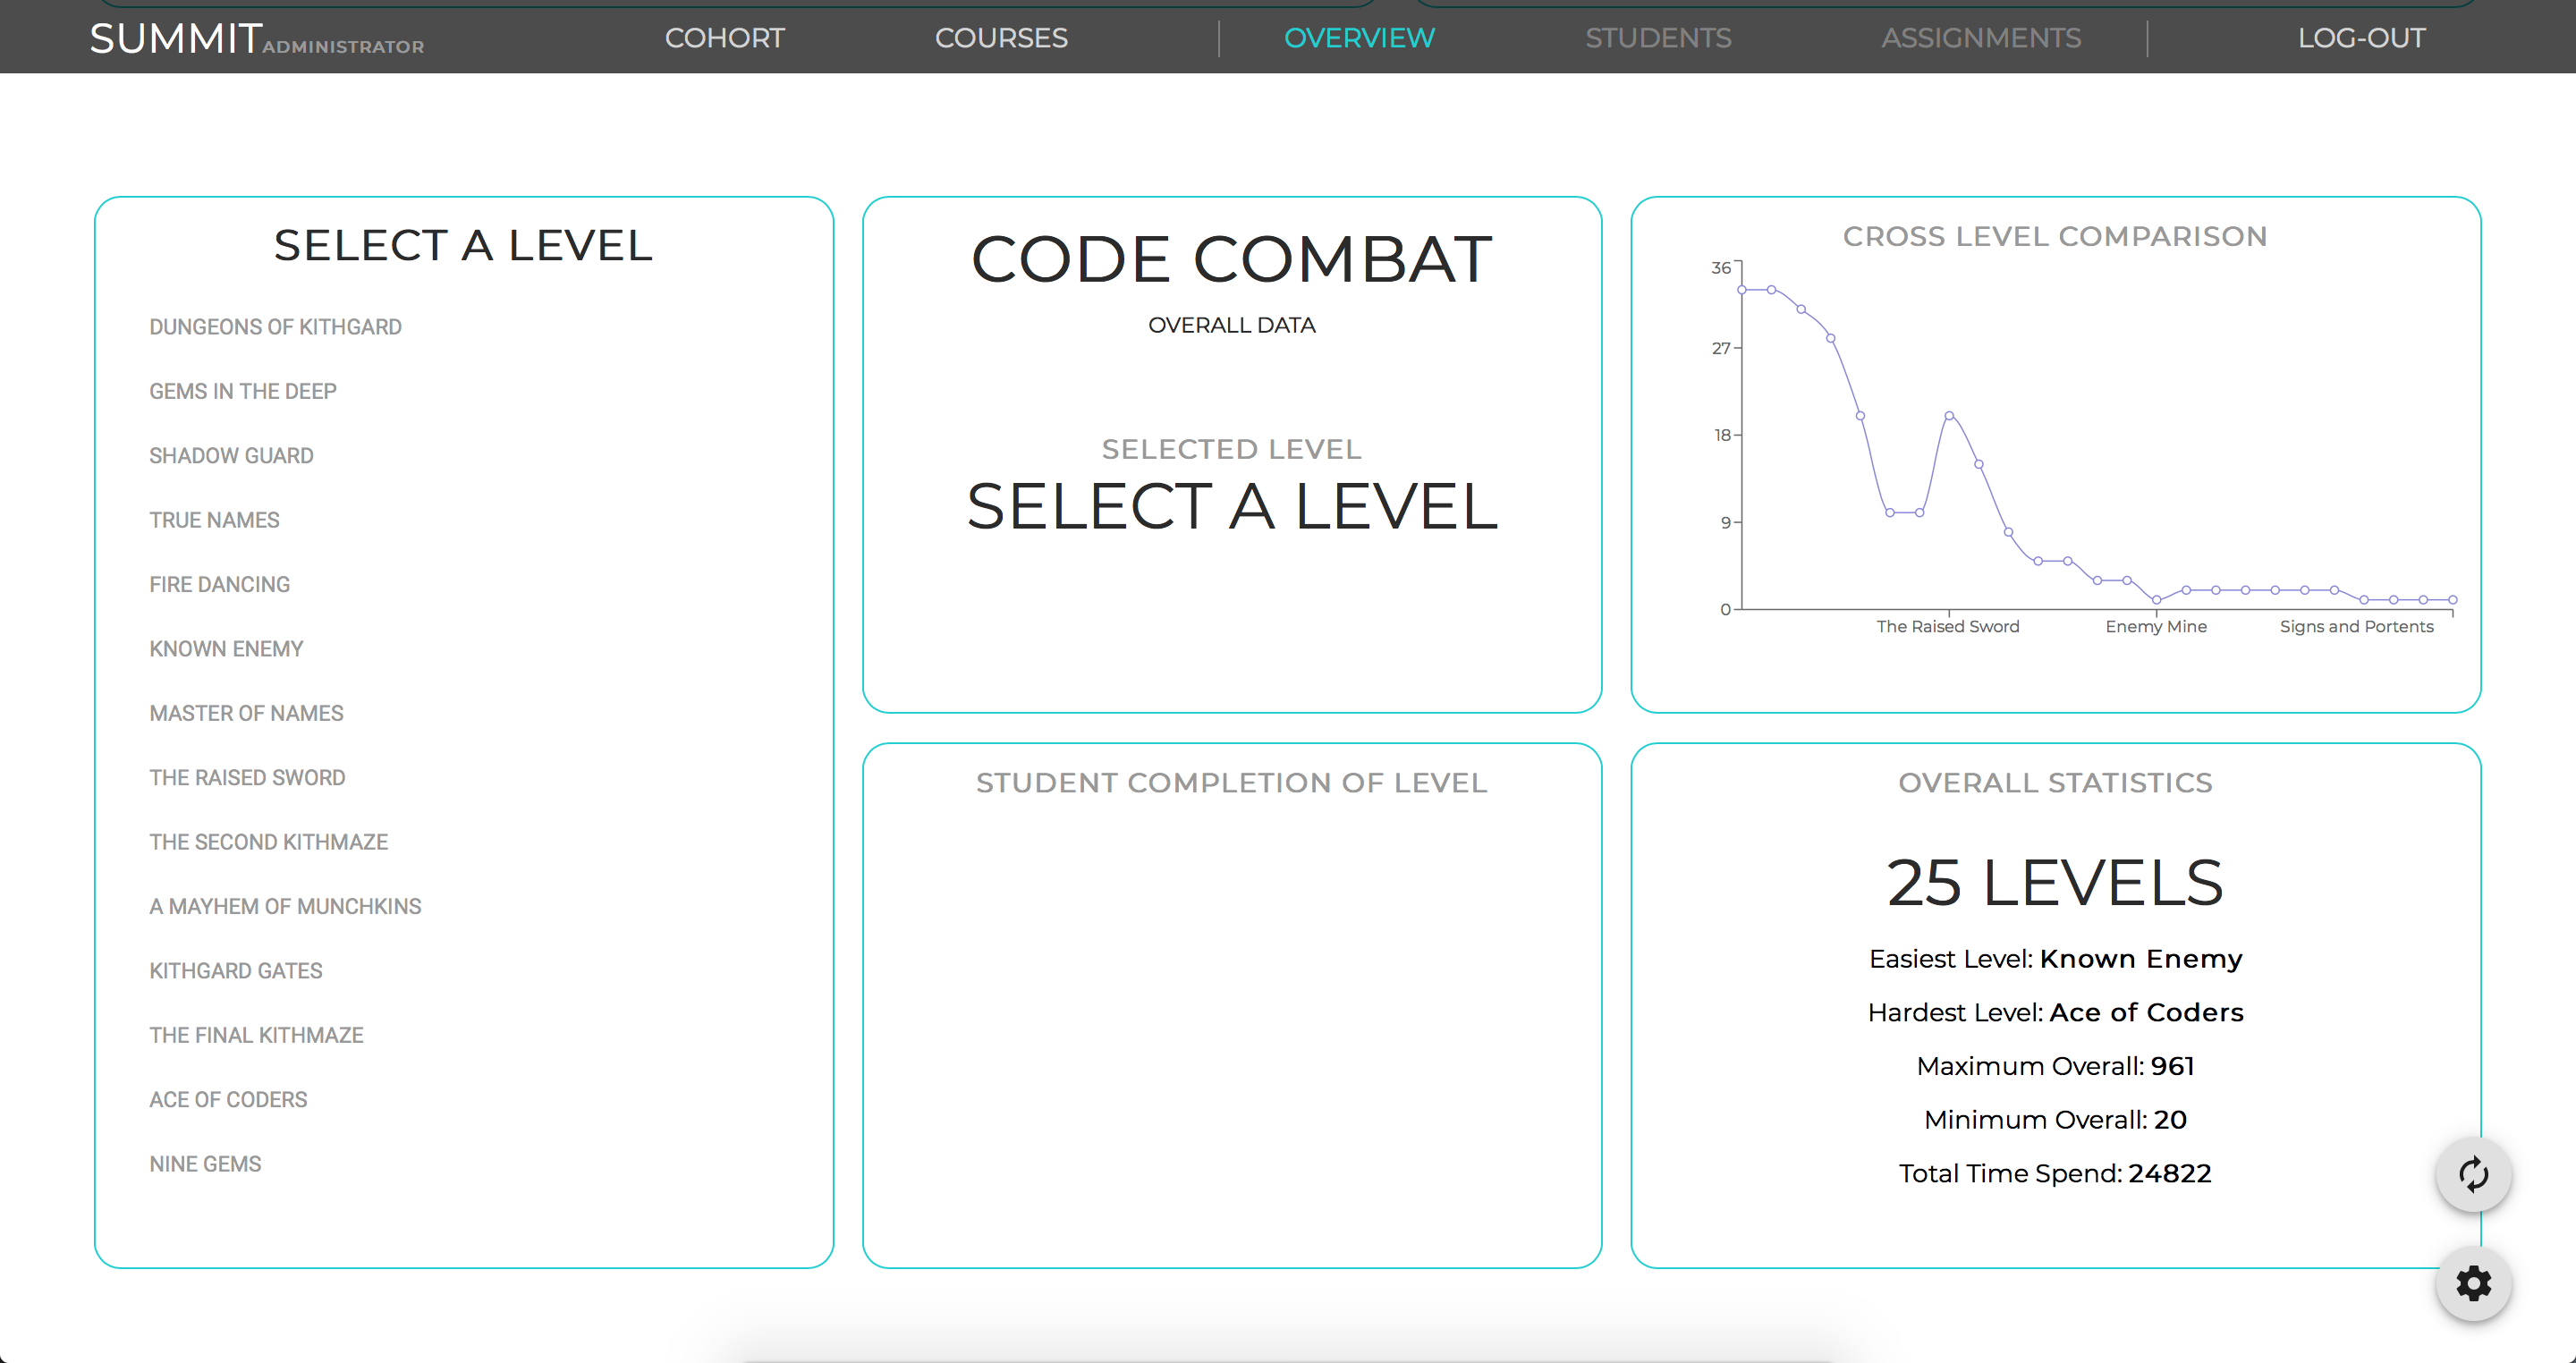 SUMMIT ADMINISTRATOR COHORT COURSES OVERVIEW STUDENTS ASSIGNMENTS LOG-OUT
SELECT A LEVEL
DUNGEONS OF KITHGARD
GEMS IN THE DEEP
SHADOW GUARD
TRUE NAMES
FIRE DANCING
KNOWN ENEMY
MASTER OF NAMES
THE RAISED SWORD
THE SECOND KITHMAZE
A MAYHEM OF MUNCHKINS
KITHGARD GATES
THE FINAL KITHMAZE
ACE OF CODERS
NINE GEMS
CODE COMBAT
OVERALL DATA
SELECTED LEVEL
SELECT A LEVEL
CROSS LEVEL COMPARISON
36
27
18
9
0
The Raised Sword Enemy Mine Signs and Portents
STUDENT COMPLETION OF LEVEL
OVERALL STATISTICS
25 LEVELS
Easiest Level: Known Enemy
Hardest Level: Ace of Coders
Maximum Overall: 961
Minimum Overall: 20
Total Time Spend: 24822